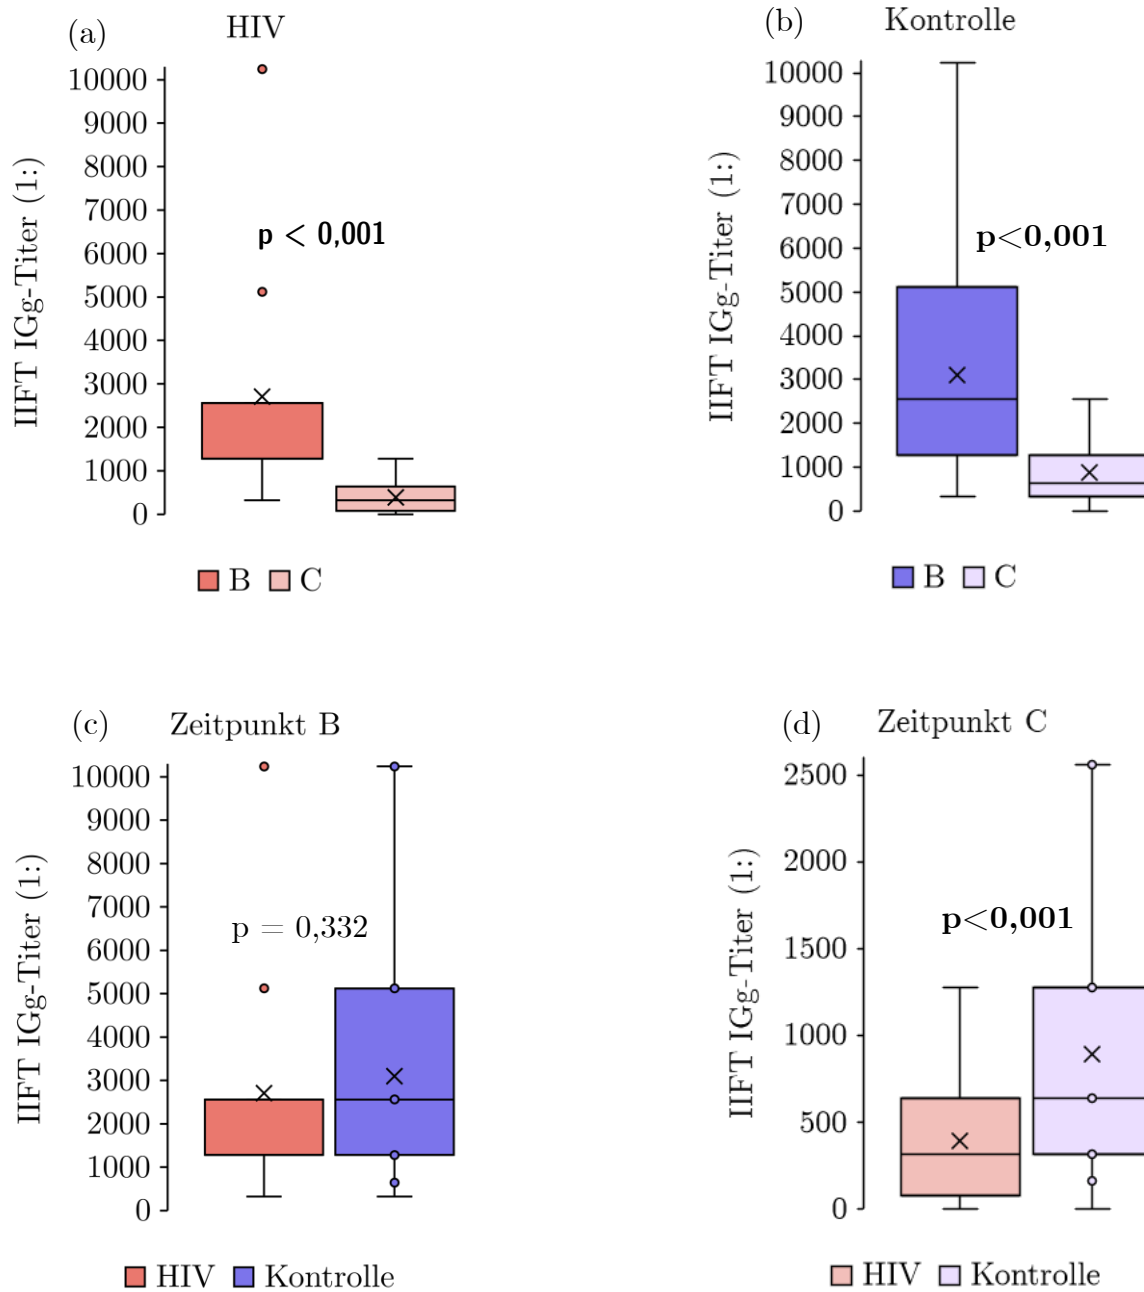 (a)
HIV
10000
9000
8000
7000
6000
5000
4000
3000
2000
1000
0
IIFT IGg-Titer (1:)
p < 0,001
B C
(b)
Kontrolle
10000
9000
8000
7000
6000
5000
4000
3000
2000
1000
0
IIFT IGg-Titer (1:)
p<0,001
B C
(c)
Zeitpunkt B
10000
9000
8000
7000
6000
5000
4000
3000
2000
1000
0
IIFT IGg-Titer (1:)
p = 0,332
HIV Kontrolle
(d)
Zeitpunkt C
2500
2000
1500
1000
500
0
IIFT IGg-Titer (1:)
p<0,001
HIV Kontrolle